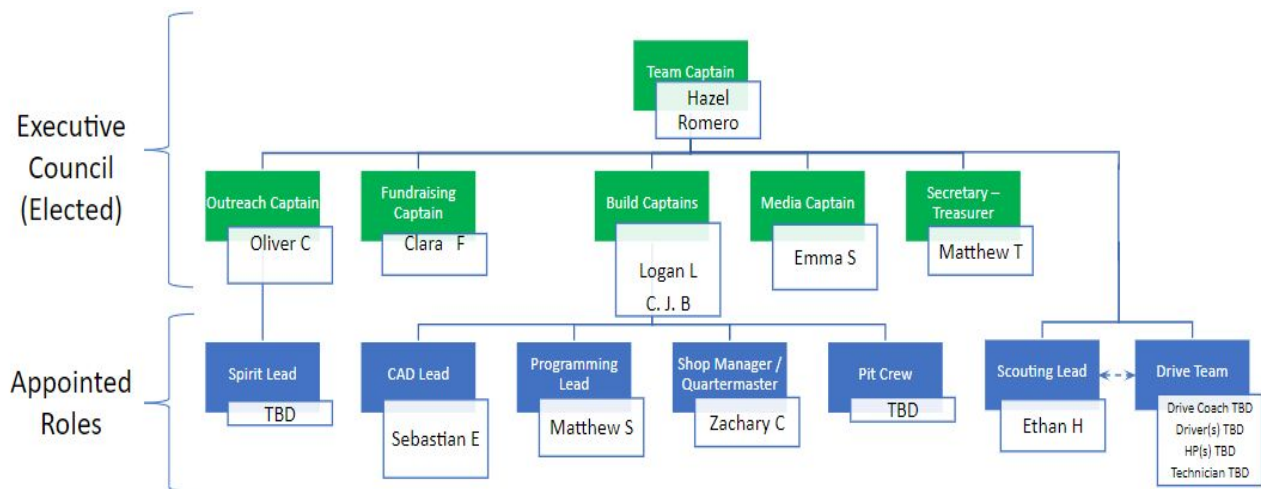 Executive
Council
(Elected)
Team Captain
Hazel
Romero
Outreach Captain
Oliver C
Fundraising
Captain
Clara F
Build Captains
Logan L
C. J. B
Media Captain
Emma S
Secretary –
Treasurer
Matthew T
Appointed
Roles
Spirit Lead
TBD
CAD Lead
Sebastian E
Programming
Lead
Matthew S
Shop Manager /
Quartermaster
Zachary C
Pit Crew
TBD
Scouting Lead
Ethan H
Drive Team
Drive Coach TBD
Driver(s) TBD
HP(s) TBD
Technician TBD